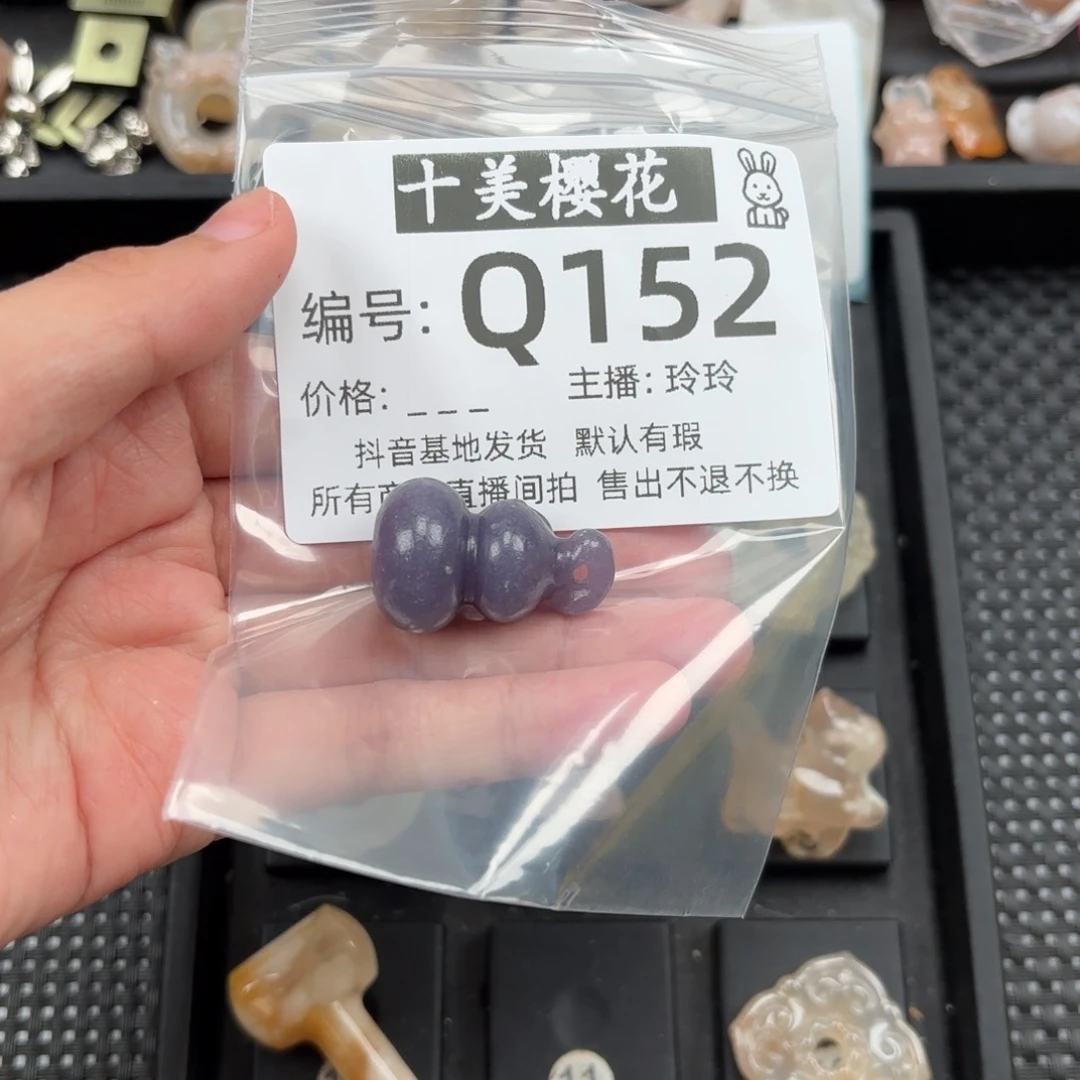 十美樱花
编号: Q152
价格: _ _ _ 主播: 玲玲
抖音基地发货 默认有瑕
所有 直播间拍 售出不退不换
11